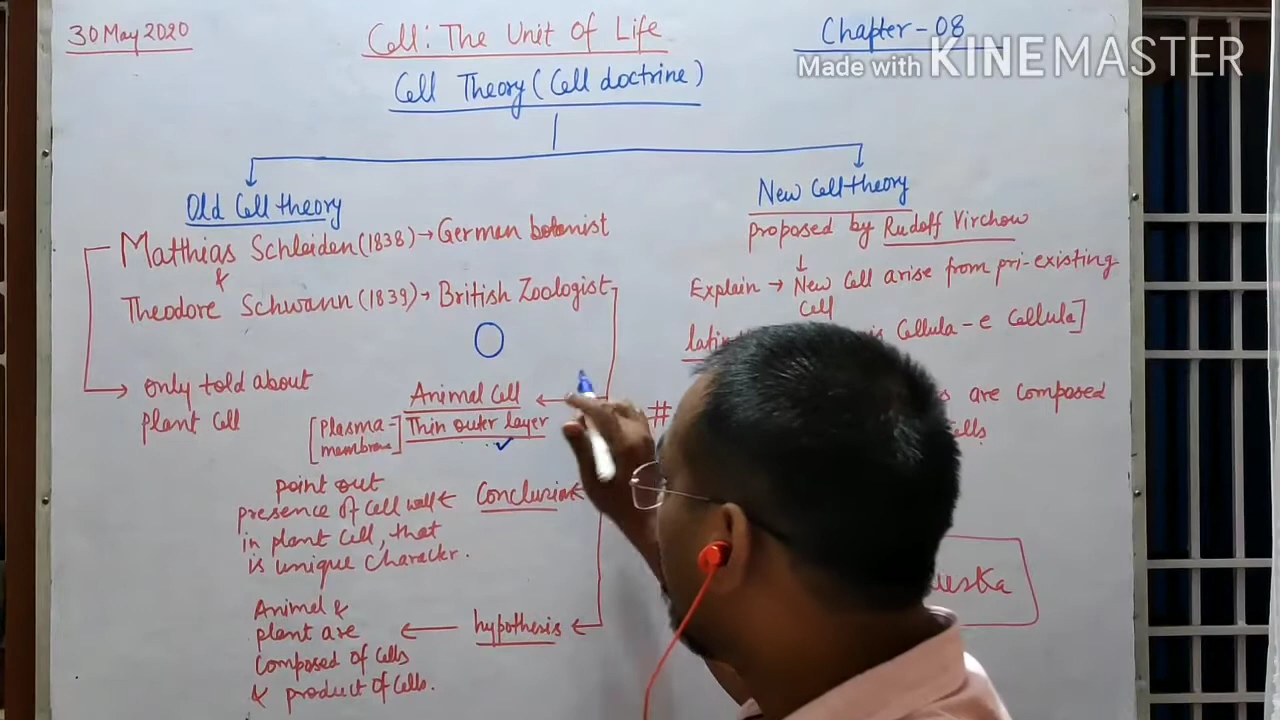 30 May 2020
Cell: The Unit Of Life
Chapter-08
Made with KINEMASTER
Cell Theory (Cell doctrine)
Old Cell theory
Matthias Schleiden (1838) → German botanist
&
Theodore Schwann (1839) → British Zoologist
only told about
plant cell
Animal Cell
[Plasma-
membrane] Thin outer layer
Conclusion
point out
presence of Cell wall
in plant cell, that
is unique character.
hypothesis
Animal &
plant are
Composed of Cells
& product of Cells.
New Cell theory
proposed by Rudolf Virchow
Explain → New Cell arise from pri-existing
Cell
Cellula-e Cellula]
# are composed